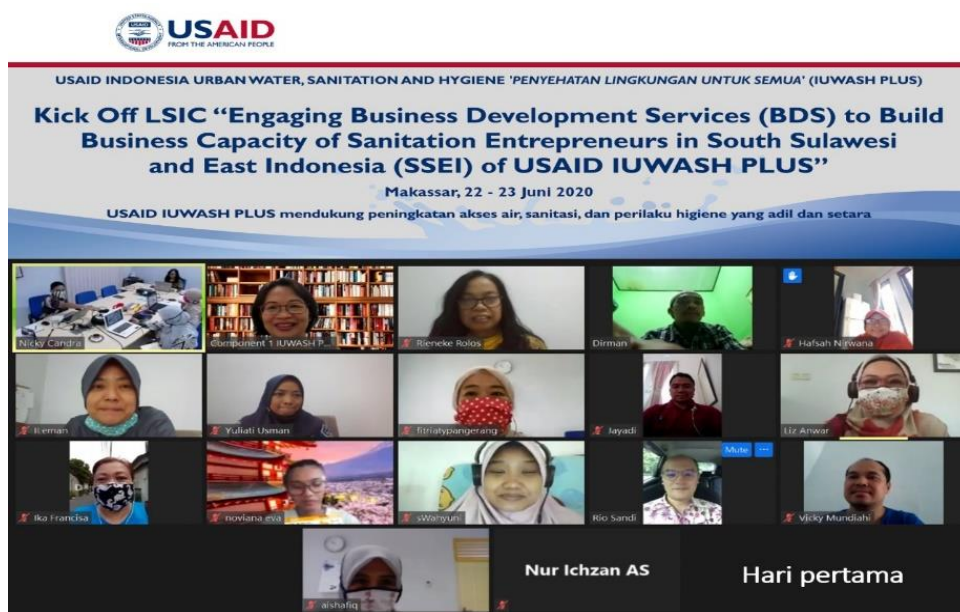 USAID
FROM THE AMERICAN PEOPLE
USAID INDONESIA URBAN WATER, SANITATION AND HYGIENE 'PENYEHATAN LINGKUNGAN UNTUK SEMUA' (IUWASH PLUS)
Kick Off LSIC “Engaging Business Development Services (BDS) to Build
Business Capacity of Sanitation Entrepreneurs in South Sulawesi
and East Indonesia (SSEI) of USAID IUWASH PLUS”
Makassar, 22 - 23 Juni 2020
USAID IUWASH PLUS mendukung peningkatan akses air, sanitasi, dan perilaku higiene yang adil dan setara
Nicky Candra
Component 1 IUWASH P...
Rieneke Rolos
Dirman
Hafsah Nirwana
Yuliati Usman
fitriatypangerang
Jayadi
Liz Anwar
Mute
Ika Francisa
noviana eva
sWahyuni
Rio Sandi
Vicky Mundiahi
aishafiq
Nur Ichzan AS
Hari pertama